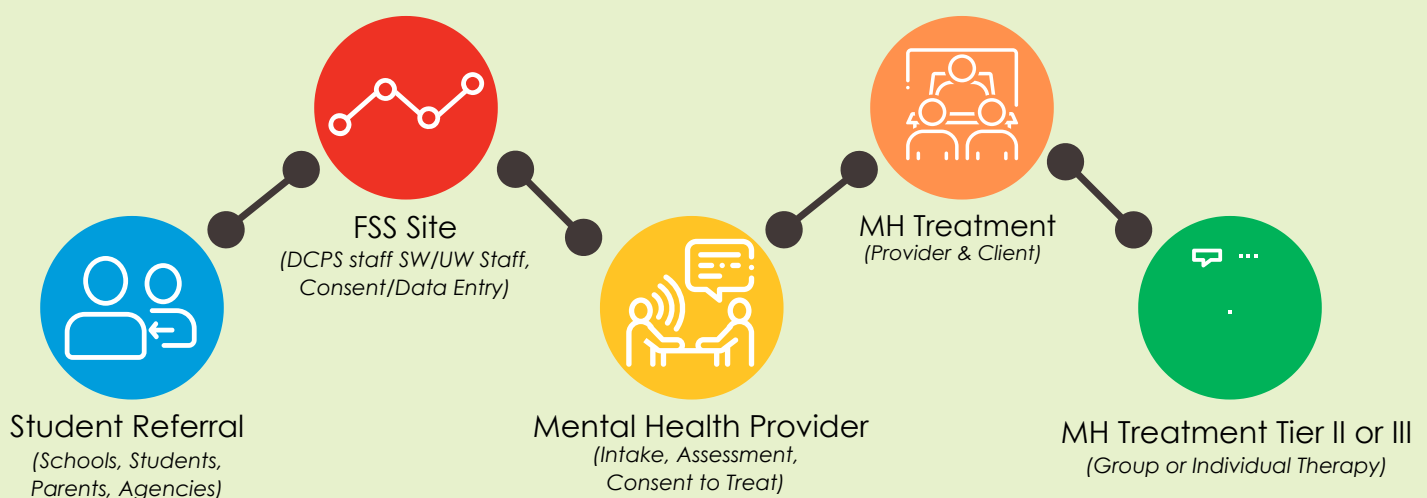 Student Referral
(Schools, Students,
Parents, Agencies)
FSS Site
(DCPS staff SW/UW Staff,
Consent/Data Entry)
Mental Health Provider
(Intake, Assessment,
Consent to Treat)
MH Treatment
(Provider & Client)
MH Treatment Tier II or III
(Group or Individual Therapy)